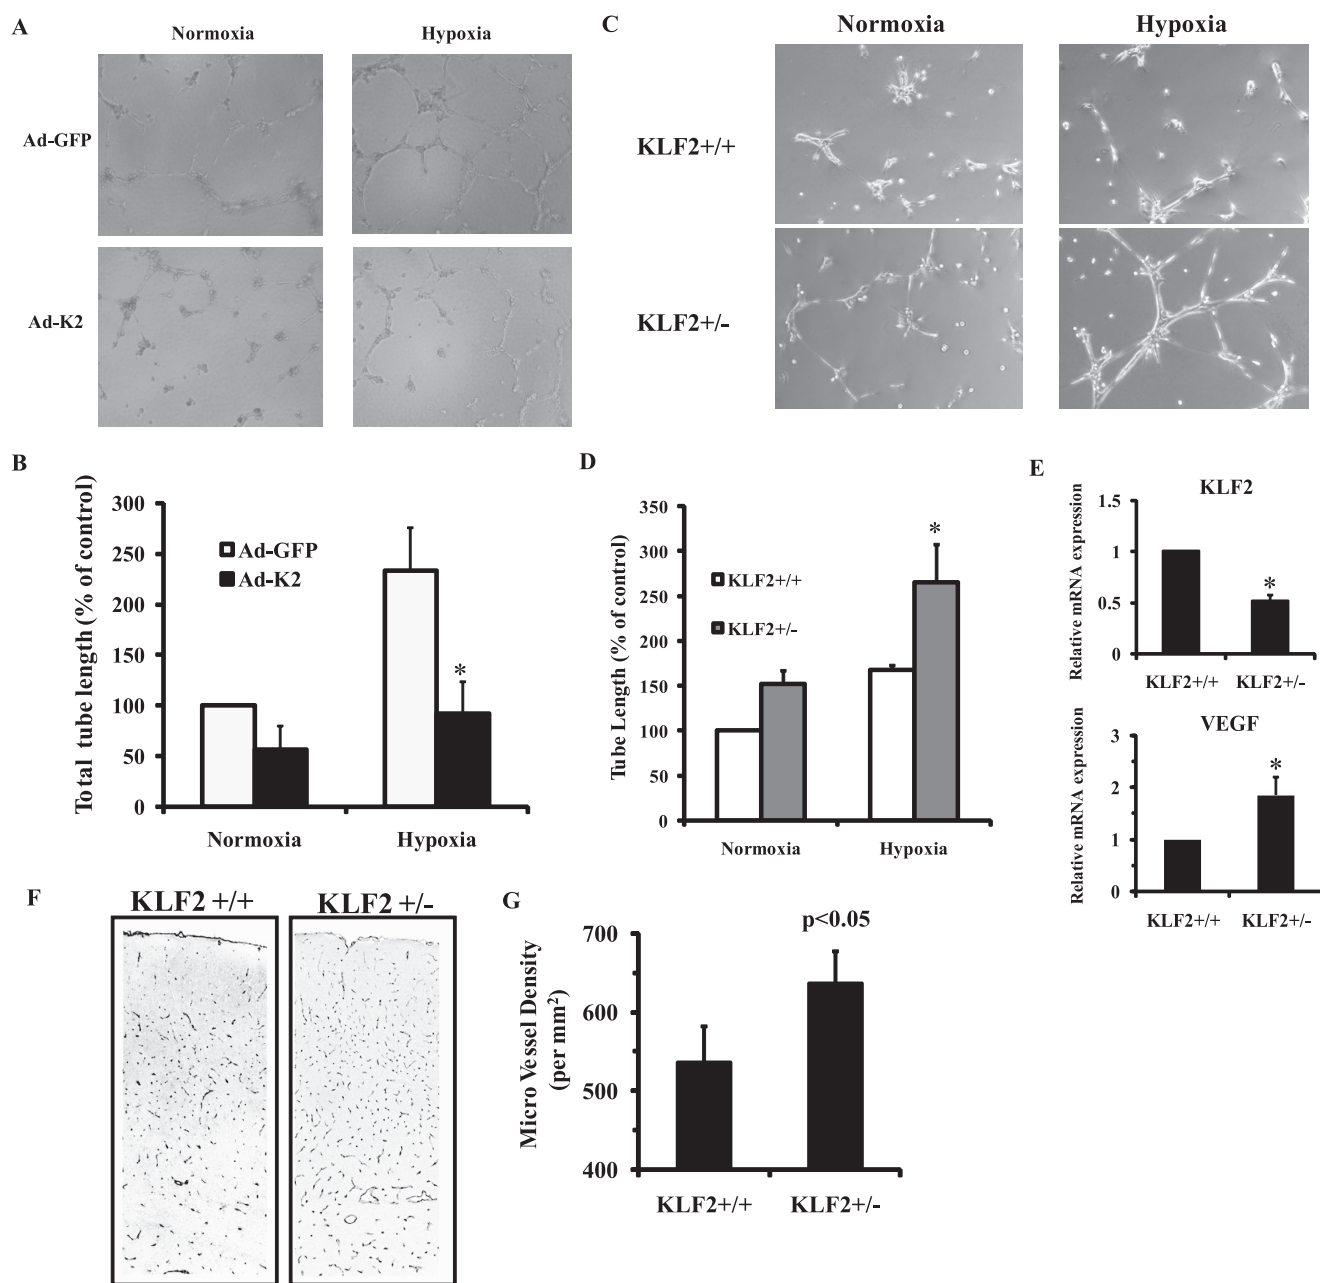 A
Normoxia
Hypoxia
Ad-GFP
Ad-K2
C
Normoxia
Hypoxia
KLF2+/+
KLF2+/-
B
Total tube length (% of control)
300
250
200
150
100
50
0
Ad-GFP
Ad-K2
*
Normoxia
Hypoxia
D
Tube Length (% of control)
350
300
250
200
150
100
50
0
KLF2+/+
KLF2+/-
*
Normoxia
Hypoxia
E
KLF2
Relative mRNA expression
1.5
1
0.5
0
*
KLF2+/+
KLF2+/-
VEGF
Relative mRNA expression
3
2
1
0
*
KLF2+/+
KLF2+/-
F
KLF2 +/+
KLF2 +/-
G
p<0.05
Micro Vessel Density
(per mm²)
700
600
500
400
KLF2+/+
KLF2+/-